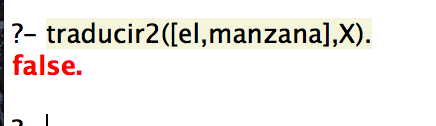 ?- traducir2([el,manzana],X).
false.
?